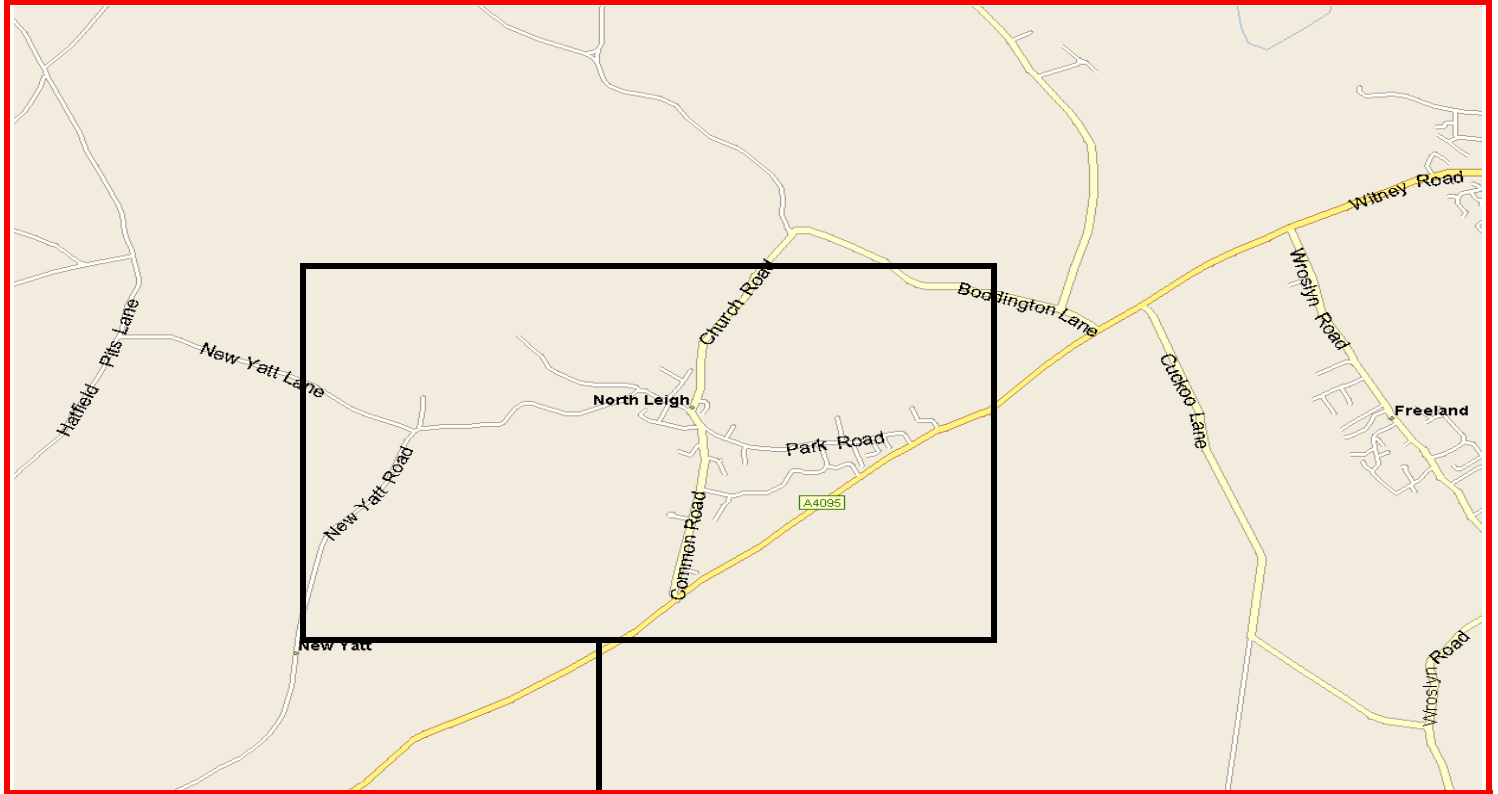 Witney Road
Wroslyn Road
Church Road
Boddington Lane
Hatfield Pits Lane
New Yatt Lane
Cuckoo Lane
North Leigh
Freeland
Park Road
New Yatt Road
A4095
Common Road
New Yatt
Wroslyn Road